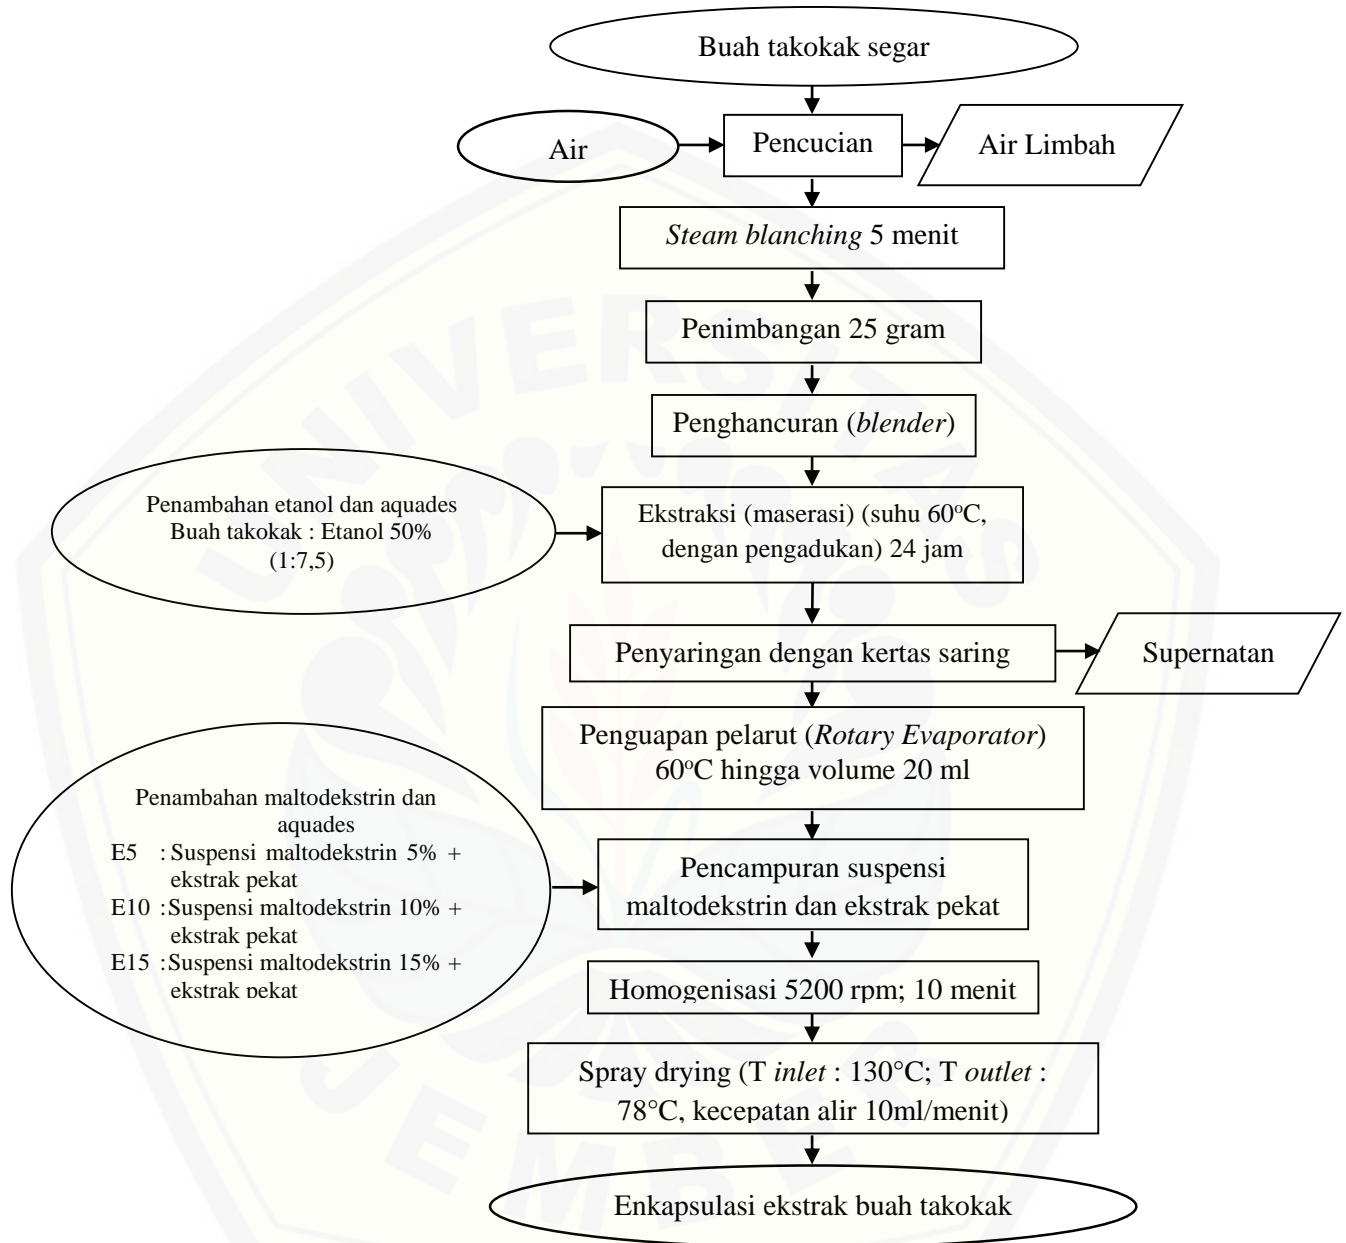 Buah takokak segar
Air
Pencucian
Air Limbah
Steam blanching 5 menit
Penimbangan 25 gram
Penghancuran (blender)
Penambahan etanol dan aquades
Buah takokak : Etanol 50%
(1:7,5)
Ekstraksi (maserasi) (suhu 60°C,
dengan pengadukan) 24 jam
Penyaringan dengan kertas saring
Supernatan
Penguapan pelarut (Rotary Evaporator)
60°C hingga volume 20 ml
Penambahan maltodekstrin dan
aquades
E5 : Suspensi maltodekstrin 5% +
ekstrak pekat
E10 : Suspensi maltodekstrin 10% +
ekstrak pekat
E15 : Suspensi maltodekstrin 15% +
ekstrak pekat
Pencampuran suspensi
maltodekstrin dan ekstrak pekat
Homogenisasi 5200 rpm; 10 menit
Spray drying (T inlet : 130°C; T outlet :
78°C, kecepatan alir 10ml/menit)
Enkapsulasi ekstrak buah takokak
UNIVERSITAS
JEMBER